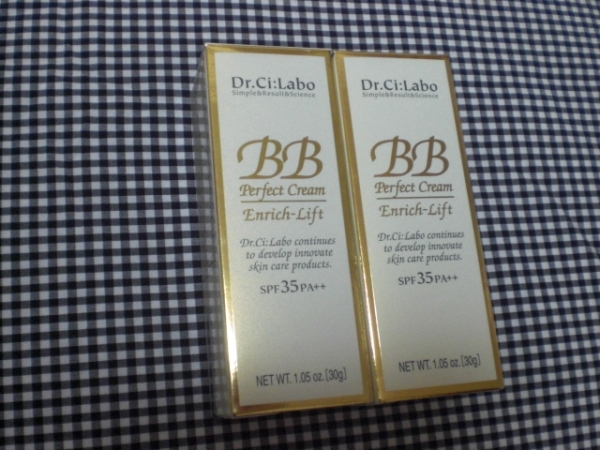 Dr.Ci:Labo
Simple&Result&Science
BB
Perfect Cream
Enrich-Lift
Dr.Ci:Labo continues
to develop innovate
skin care products.
SPF35PA++
NET WT. 1.05 oz.[30g]
Dr.Ci:Labo
Simple&Result&Science
BB
Perfect Cream
Enrich-Lift
Dr.Ci:Labo continues
to develop innovate
skin care products.
SPF35PA++
NET WT. 1.05 oz.[30g]